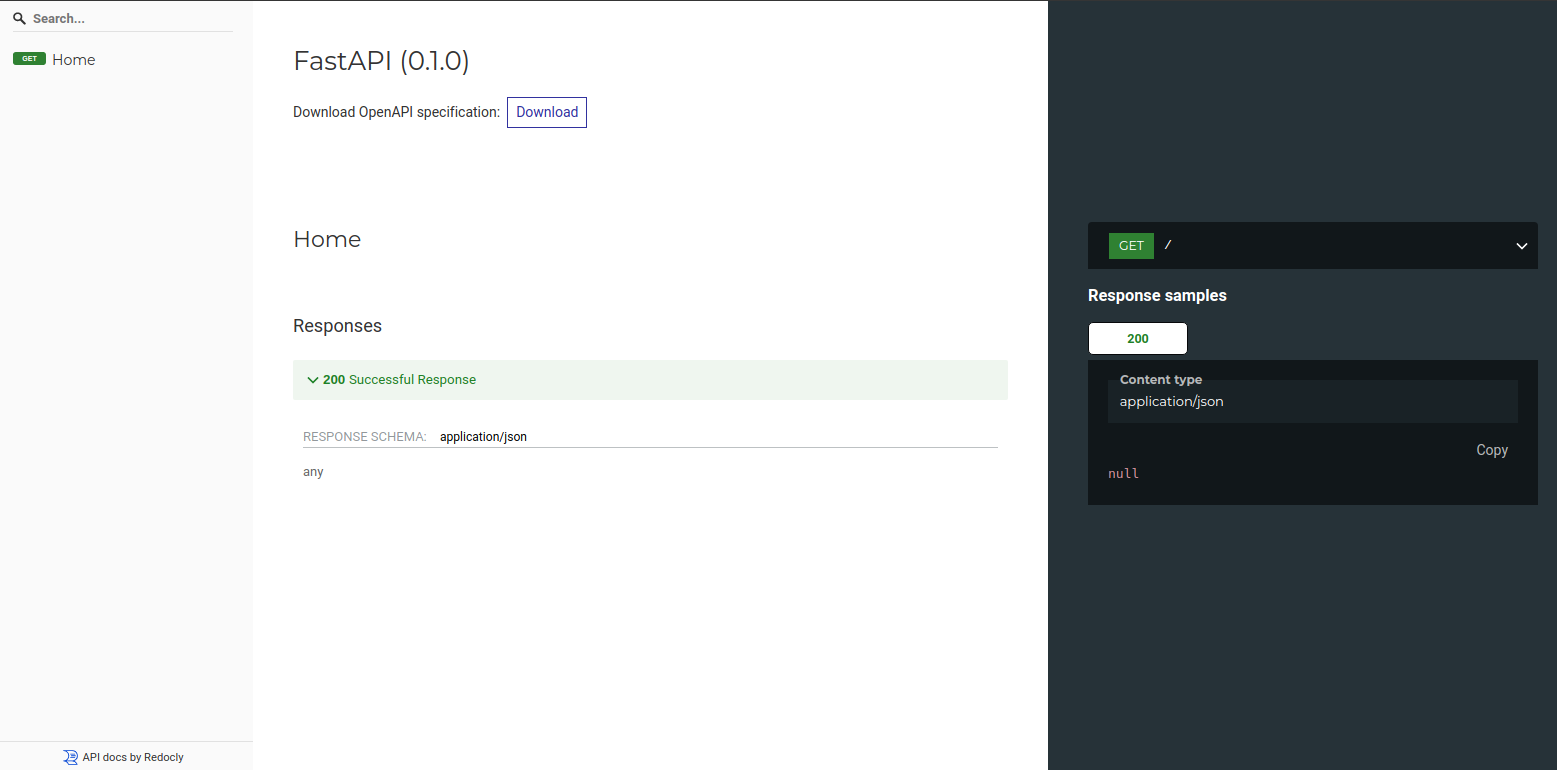 Search...
GET Home
API docs by Redocly
FastAPI (0.1.0)
Download OpenAPI specification: Download
Home
Responses
200 Successful Response
RESPONSE SCHEMA: application/json
any
GET /
Response samples
200
Content type
application/json
Copy
null